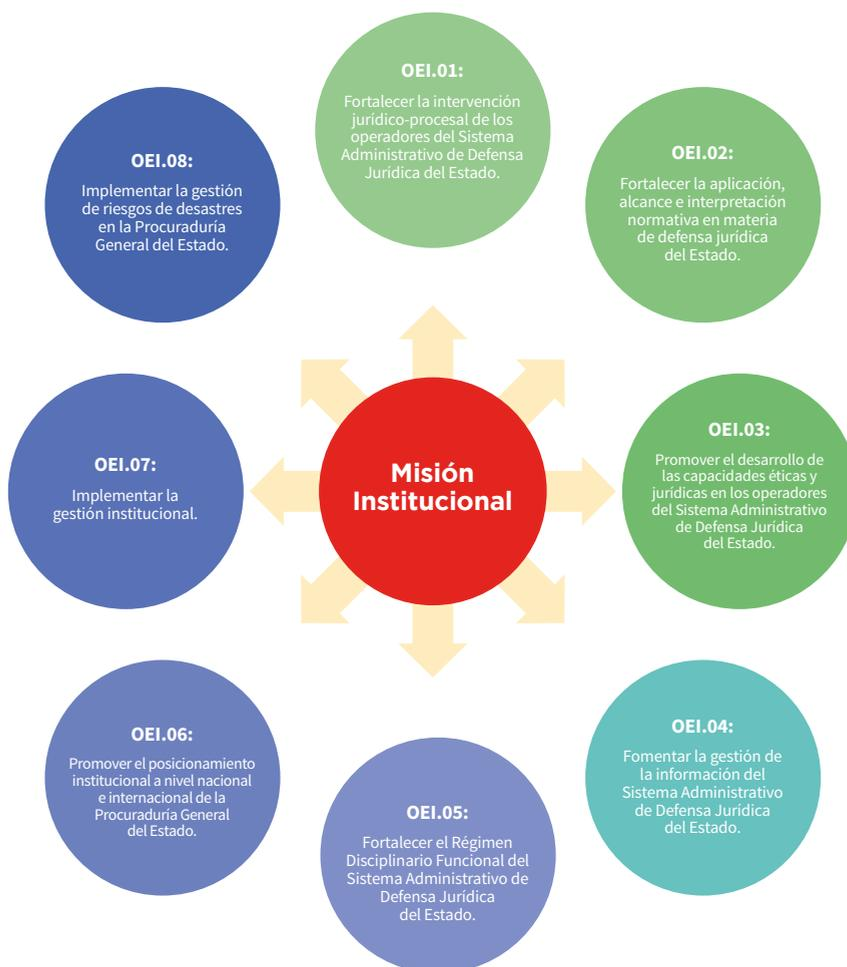 OEI.01:
Fortalecer la intervención
jurídico-procesal de los
operadores del Sistema
Administrativo de Defensa
Jurídica del Estado.
OEI.02:
Fortalecer la aplicación,
alcance e interpretación
normativa en materia
de defensa jurídica
del Estado.
OEI.03:
Promover el desarrollo de
las capacidades éticas y
jurídicas en los operadores
del Sistema Administrativo
de Defensa Jurídica
del Estado.
OEI.04:
Fomentar la gestión de
la información del
Sistema Administrativo
de Defensa Jurídica
del Estado.
OEI.05:
Fortalecer el Régimen
Disciplinario Funcional del
Sistema Administrativo de
Defensa Jurídica
del Estado.
OEI.06:
Promover el posicionamiento
institucional a nivel nacional
e internacional de la
Procuraduría General
del Estado.
OEI.07:
Implementar la
gestión institucional.
OEI.08:
Implementar la gestión
de riesgos de desastres
en la Procuraduría
General del Estado.
Misión
Institucional